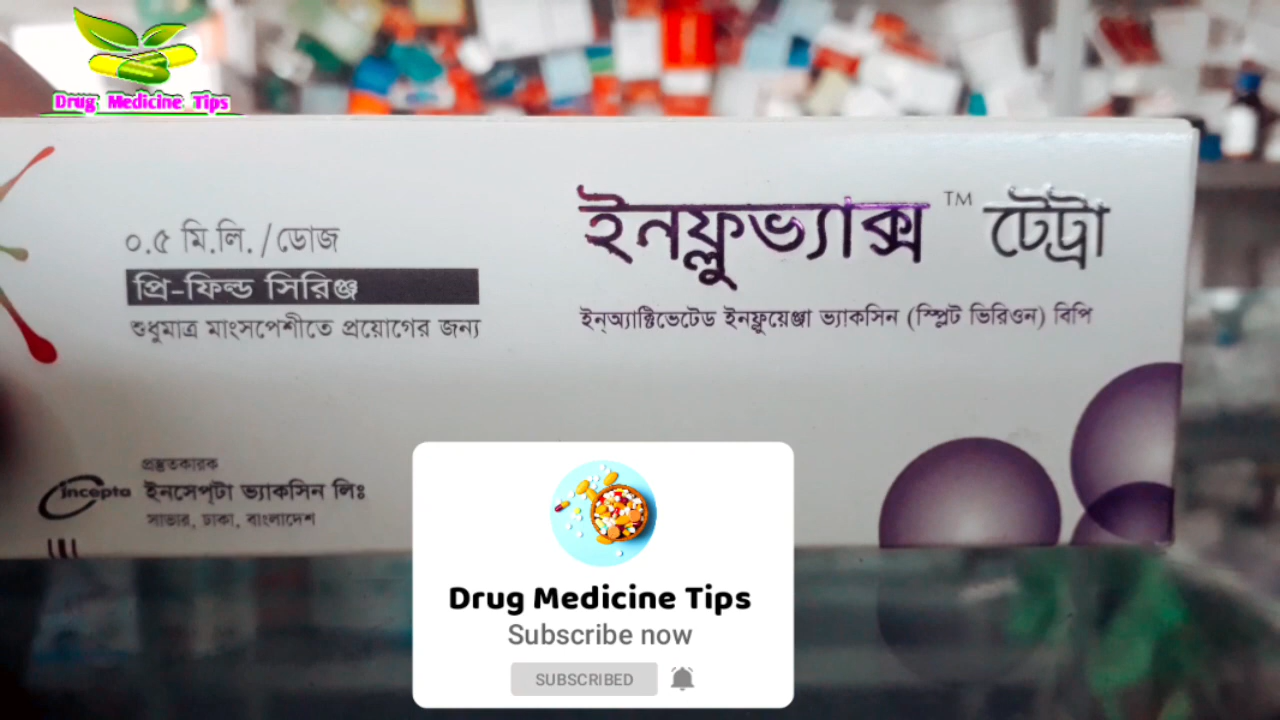 Drug Medicine Tips
০.৫ মি.লি./ডোজ
প্রি-ফিল্ড সিরিঞ্জ
শুধুমাত্র মাংসপেশীতে প্রয়োগের জন্য
ইনফ্লুভ্যাক্স™ টেট্রা
ইন্অ্যাক্টিভেটেড ইনফ্লুয়েঞ্জা ভ্যাকসিন (স্প্লিট ভিরিওন) বিপি
প্রস্তুতকারক
incepta ইনসেপ্‌টা ভ্যাকসিন লিঃ
সাভার, ঢাকা, বাংলাদেশ
Drug Medicine Tips
Subscribe now
SUBSCRIBED